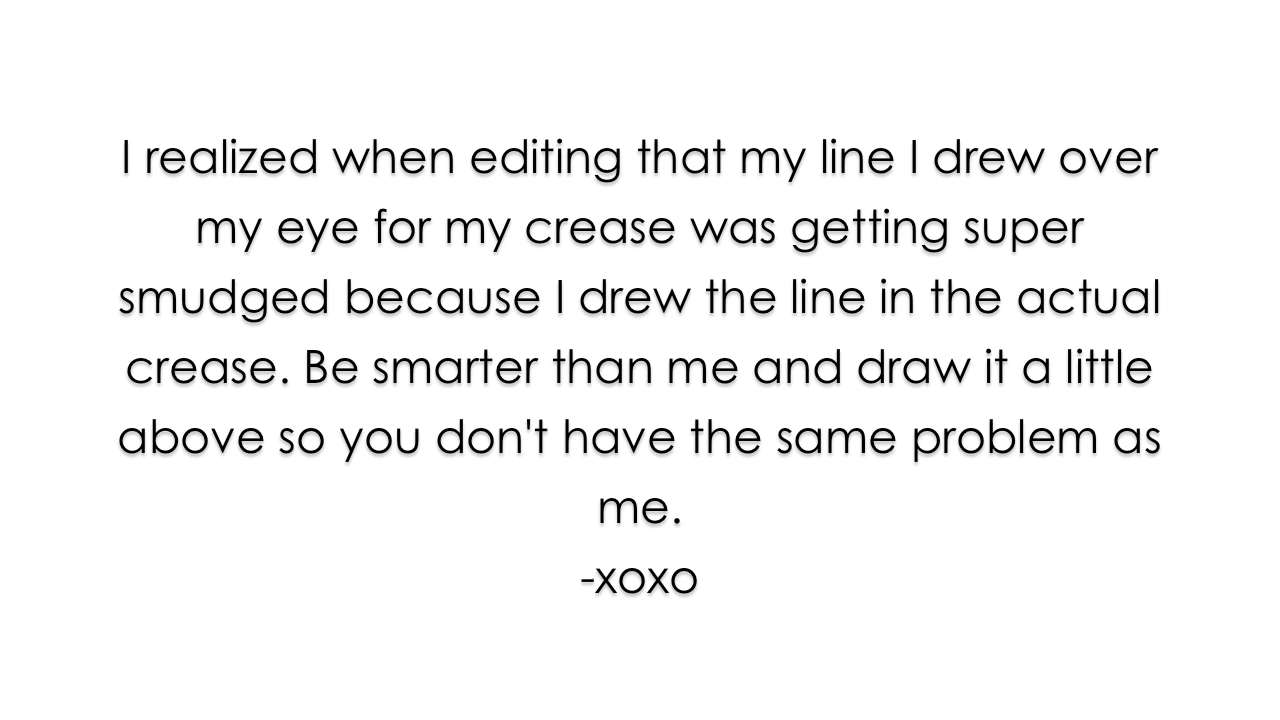 I realized when editing that my line I drew over
my eye for my crease was getting super
smudged because I drew the line in the actual
crease. Be smarter than me and draw it a little
above so you don't have the same problem as
me.
-xoxo